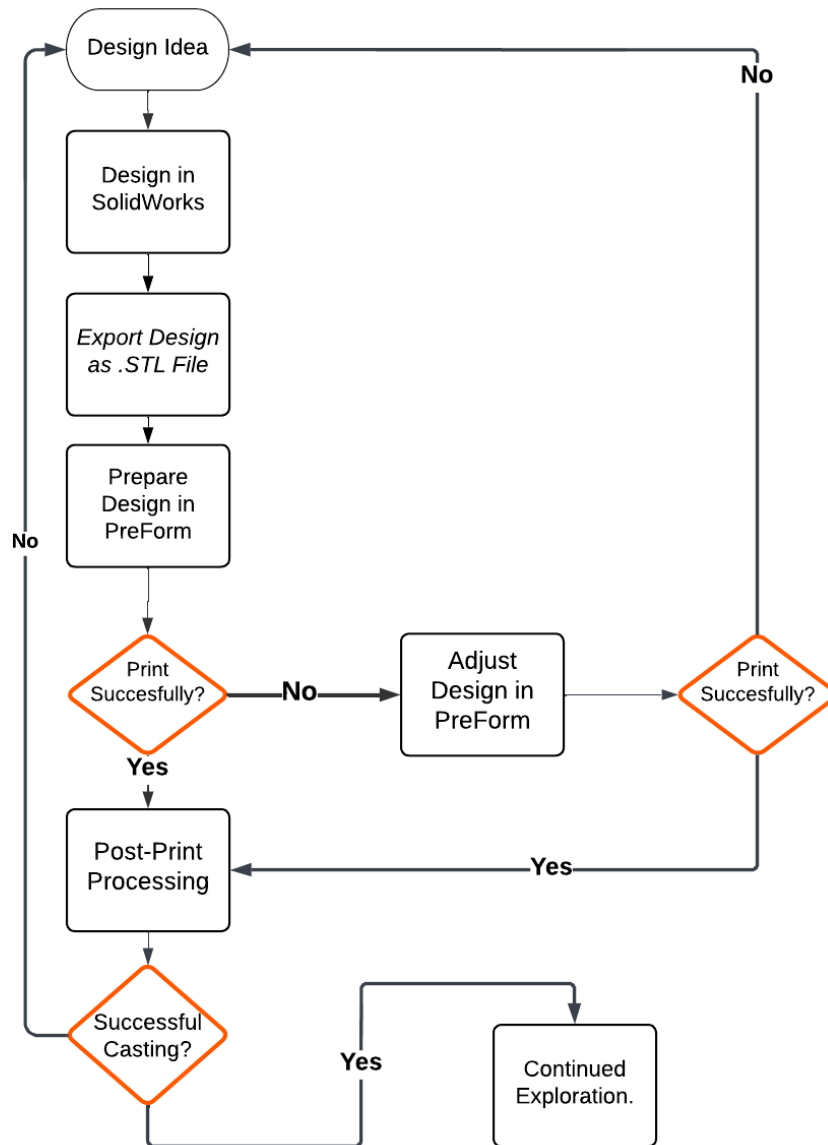 Design Idea
No
Design in
SolidWorks
Export Design
as .STL File
Prepare
Design in
PreForm
No
Print
Succesfully?
No
Adjust
Design in
PreForm
Print
Succesfully?
Yes
Post-Print
Processing
Yes
Successful
Casting?
Yes
Continued
Exploration.